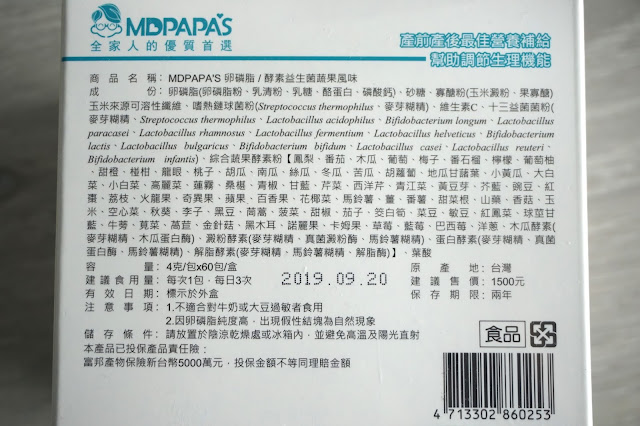 MDPAPA'S
全家人的優質首選
產前產後最佳營養補給
幫助調節生理機能
商品名稱：MDPAPA'S 卵磷脂/酵素益生菌蔬果風味
成份：卵磷脂(卵磷脂粉、乳清粉、乳糖、酪蛋白、磷酸鈣)、砂糖、寡醣粉(玉米澱粉、果寡醣)
玉米來源可溶性纖維、嗜熱鏈球菌粉(Streptococcus thermophilus、麥芽糊精)、維生素C、十三益菌菌粉(
麥芽糊精、Streptococcus thermophilus、Lactobacillus acidophilus、Bifidobacterium longum、Lactobacillus
paracasei、Lactobacillus rhamnosus、Lactobacillus fermentium、Lactobacillus helveticus、Bifidobacterium
lactis、Lactobacillus bulgaricus、Bifidobacterium bifidum、Lactobacillus casei、Lactobacillus reuteri、
Bifidobacterium infantis)、綜合蔬果酵素粉【鳳梨、番茄、木瓜、葡萄、梅子、番石榴、檸檬、葡萄柚
、甜橙、椪柑、龍眼、桃子、胡瓜、南瓜、絲瓜、冬瓜、苦瓜、胡蘿蔔、地瓜甘藷葉、小黃瓜、大白
菜、小白菜、高麗菜、蓮霧、桑椹、青椒、甘藍、芹菜、西洋芹、青江菜、黃豆芽、芥藍、豌豆、紅
棗、荔枝、火龍果、奇異果、蘋果、百香果、花椰菜、馬鈴薯、薑、番薯、甜菜根、山藥、香菇、玉
米、空心菜、秋葵、李子、黑豆、茼蒿、菠菜、甜椒、茄子、筊白筍、菜豆、敏豆、紅鳳菜、球莖甘
藍、牛蒡、莧菜、萵苣、金針菇、黑木耳、諾麗果、卡姆果、草莓、藍莓、巴西莓、洋蔥、木瓜酵素(
麥芽糊精、木瓜蛋白酶)、澱粉酵素(麥芽糊精、真菌澱粉酶、馬鈴薯糊精)、蛋白酵素(麥芽糊精、真菌
蛋白酶、馬鈴薯糊精)、解脂酵素(麥芽糊精、馬鈴薯糊精、解脂酶)】、葉酸
容量：4克/包x60包/盒
原產地：台灣
建議食用量：每次1包，每日3次
2019.09.20
建議售價：1500元
有效日期：標示於外盒
保存期限：兩年
注意事項：1.不適合對牛奶或大豆過敏者食用
2.因卵磷脂純度高，出現假性結塊為自然現象
儲存條件：請放置於陰涼乾燥處或冰箱內，並避免高溫及陽光直射
本產品已投保產品責任險：
富邦產物保險新台幣5000萬元，投保金額不等同理賠金額
食品
4 713302 860253